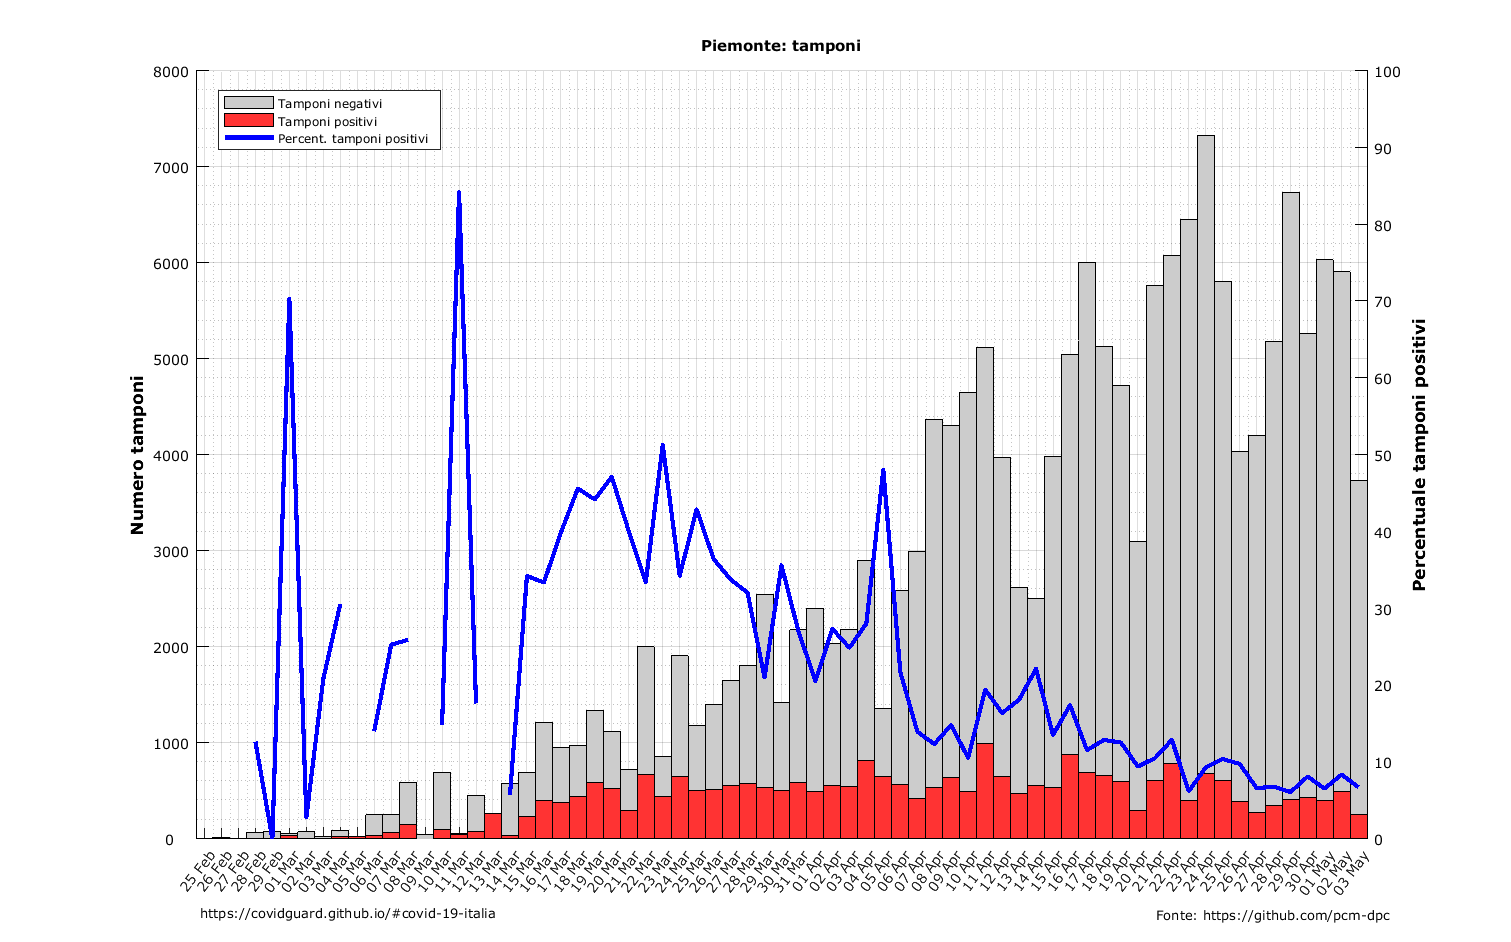 Piemonte: tamponi
Tamponi negativi
Tamponi positivi
Percent. tamponi positivi
Numero tamponi
8000
7000
6000
5000
4000
3000
2000
1000
0
Percentuale tamponi positivi
100
90
80
70
60
50
40
30
20
10
0
25 Feb
26 Feb
27 Feb
28 Feb
29 Feb
01 Mar
02 Mar
03 Mar
04 Mar
05 Mar
06 Mar
07 Mar
08 Mar
09 Mar
10 Mar
11 Mar
12 Mar
13 Mar
14 Mar
15 Mar
16 Mar
17 Mar
18 Mar
19 Mar
20 Mar
21 Mar
22 Mar
23 Mar
24 Mar
25 Mar
26 Mar
27 Mar
28 Mar
29 Mar
30 Mar
31 Mar
01 Apr
02 Apr
03 Apr
04 Apr
05 Apr
06 Apr
07 Apr
08 Apr
09 Apr
10 Apr
11 Apr
12 Apr
13 Apr
14 Apr
15 Apr
16 Apr
17 Apr
18 Apr
19 Apr
20 Apr
21 Apr
22 Apr
23 Apr
24 Apr
25 Apr
26 Apr
27 Apr
28 Apr
29 Apr
30 Apr
01 May
02 May
03 May
https://covidguard.github.io/#covid-19-italia
Fonte: https://github.com/pcm-dpc